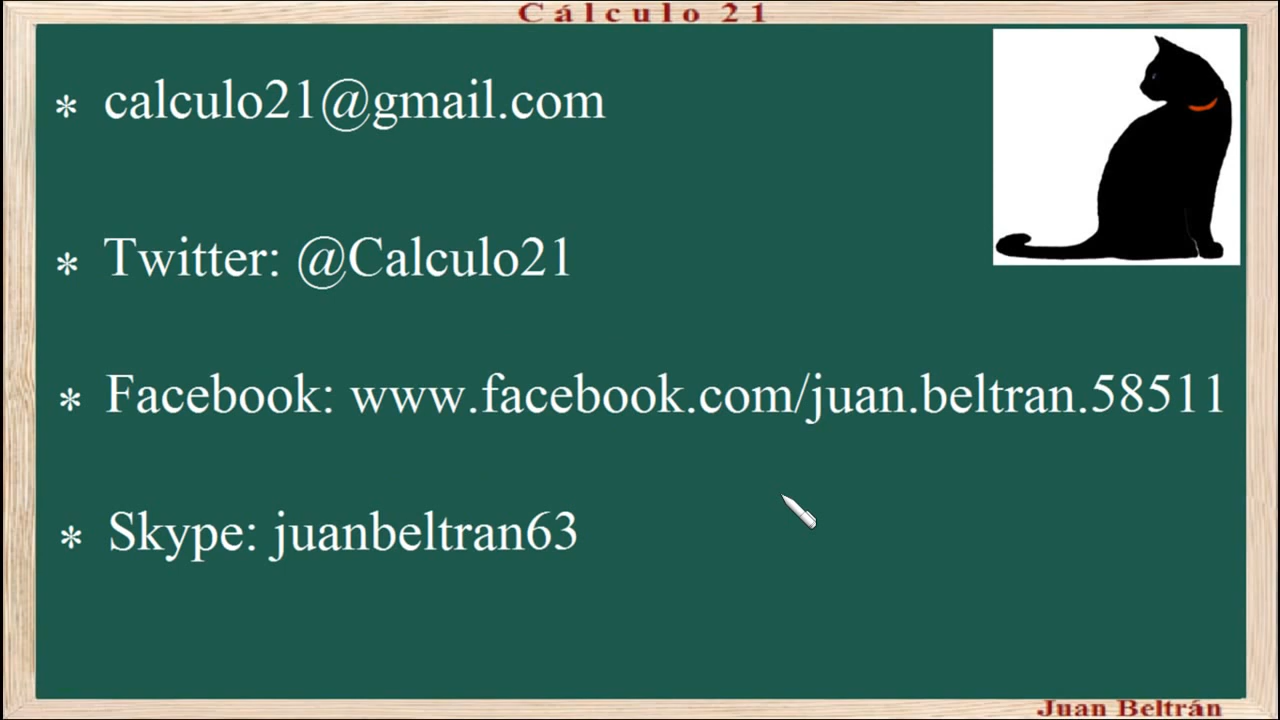 Cálculo 21
* calculo21@gmail.com
* Twitter: @Calculo21
* Facebook: www.facebook.com/juan.beltran.58511
* Skype: juanbeltran63
Juan Beltrán